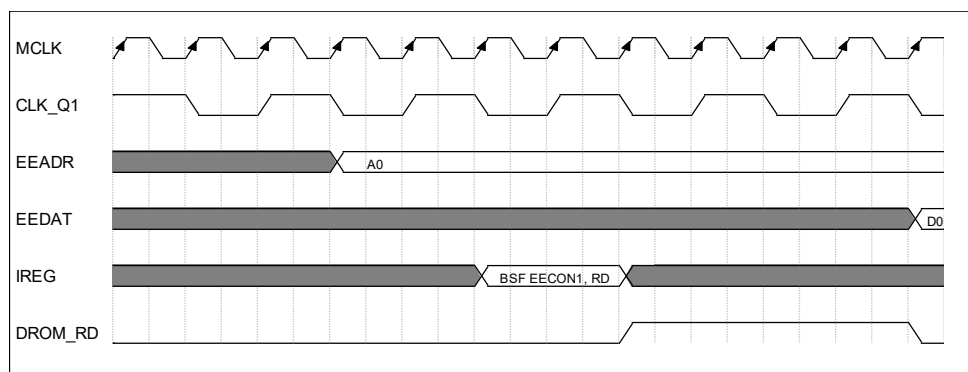 MCLK
CLK_Q1
EEADR
A0
EEDAT
D0
IREG
BSF EECON1, RD
DROM_RD